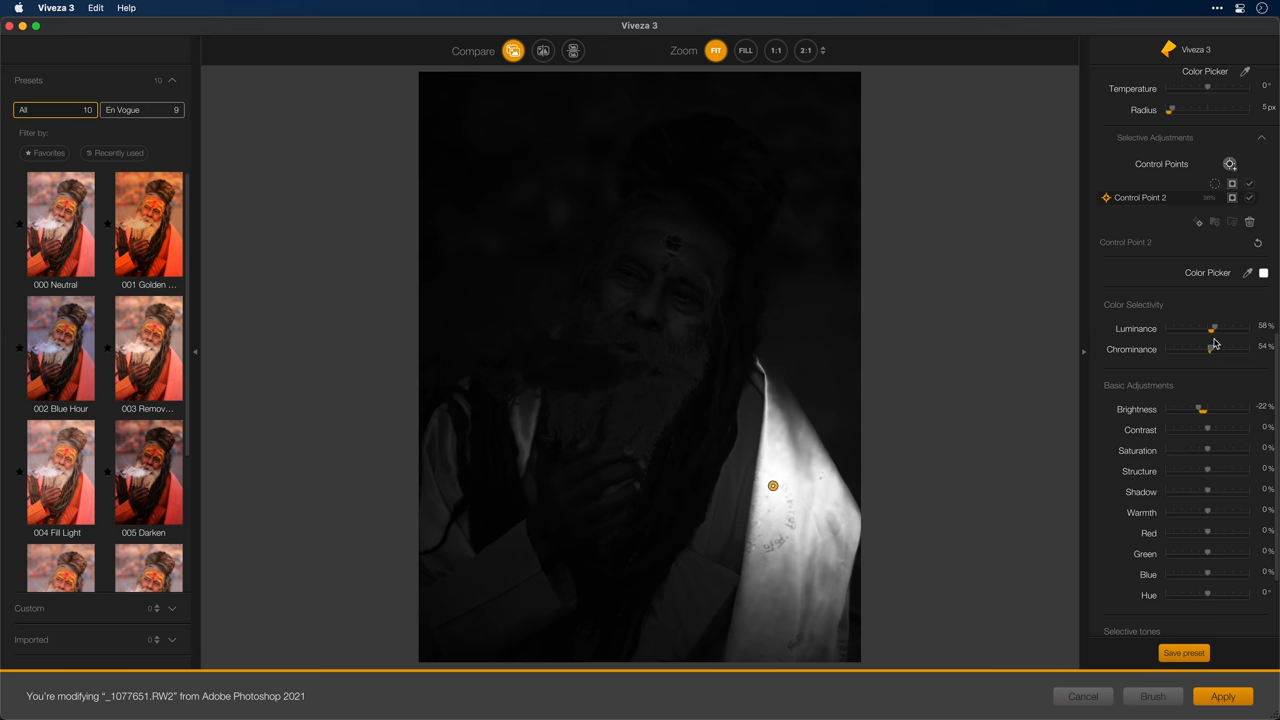 Viveza 3 Edit Help
Viveza 3
Compare Zoom FIT FILL 1:1 2:1
Viveza 3
Presets 10
All 10 En Vogue 9
Filter by:
Favorites Recently used
000 Neutral 001 Golden ...
002 Blue Hour 003 Remov...
004 Fill Light 005 Darken
Custom 0
Imported 0
Color Picker
Temperature 0°
Radius 5px
Selective Adjustments
Control Points
Control Point 2 56%
Control Point 2
Color Picker
Color Selectivity
Luminance 58 %
Chrominance 54 %
Basic Adjustments
Brightness -22 %
Contrast 0 %
Saturation 0 %
Structure 0 %
Shadow 0 %
Warmth 0 %
Red 0 %
Green 0 %
Blue 0 %
Hue 0 °
Selective tones
Save preset
You're modifying “_1077651.RW2” from Adobe Photoshop 2021
Cancel Brush Apply